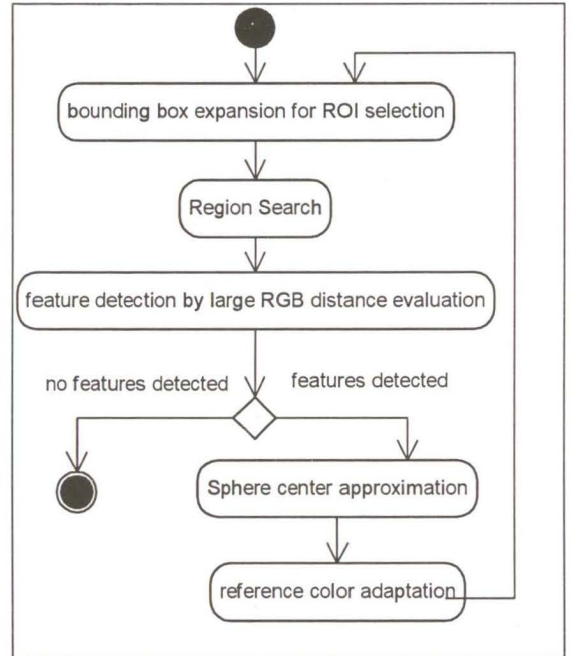 bounding box expansion for ROI selection
Region Search
feature detection by large RGB distance evaluation
no features detected
features detected
Sphere center approximation
reference color adaptation